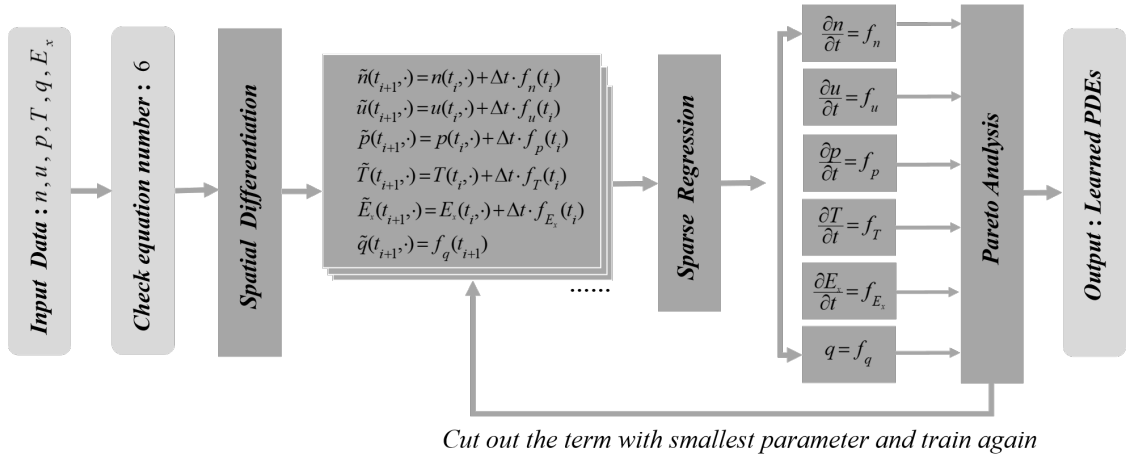 Input Data : n, u, p, T, q, E_x
Check equation number : 6
Spatial Differentiation
ñ(t_{i+1},·)=n(t_i,·)+Δt·f_n(t_i)
ũ(t_{i+1},·)=u(t_i,·)+Δt·f_u(t_i)
p̃(t_{i+1},·)=p(t_i,·)+Δt·f_p(t_i)
T̃(t_{i+1},·)=T(t_i,·)+Δt·f_T(t_i)
Ẽ_x(t_{i+1},·)=E_x(t_i,·)+Δt·f_{E_x}(t_i)
q̃(t_{i+1},·)=f_q(t_{i+1})
......
Sparse Regression
∂n/∂t=f_n
∂u/∂t=f_u
∂p/∂t=f_p
∂T/∂t=f_T
∂E_x/∂t=f_{E_x}
q=f_q
Pareto Analysis
Output : Learned PDEs
Cut out the term with smallest parameter and train again